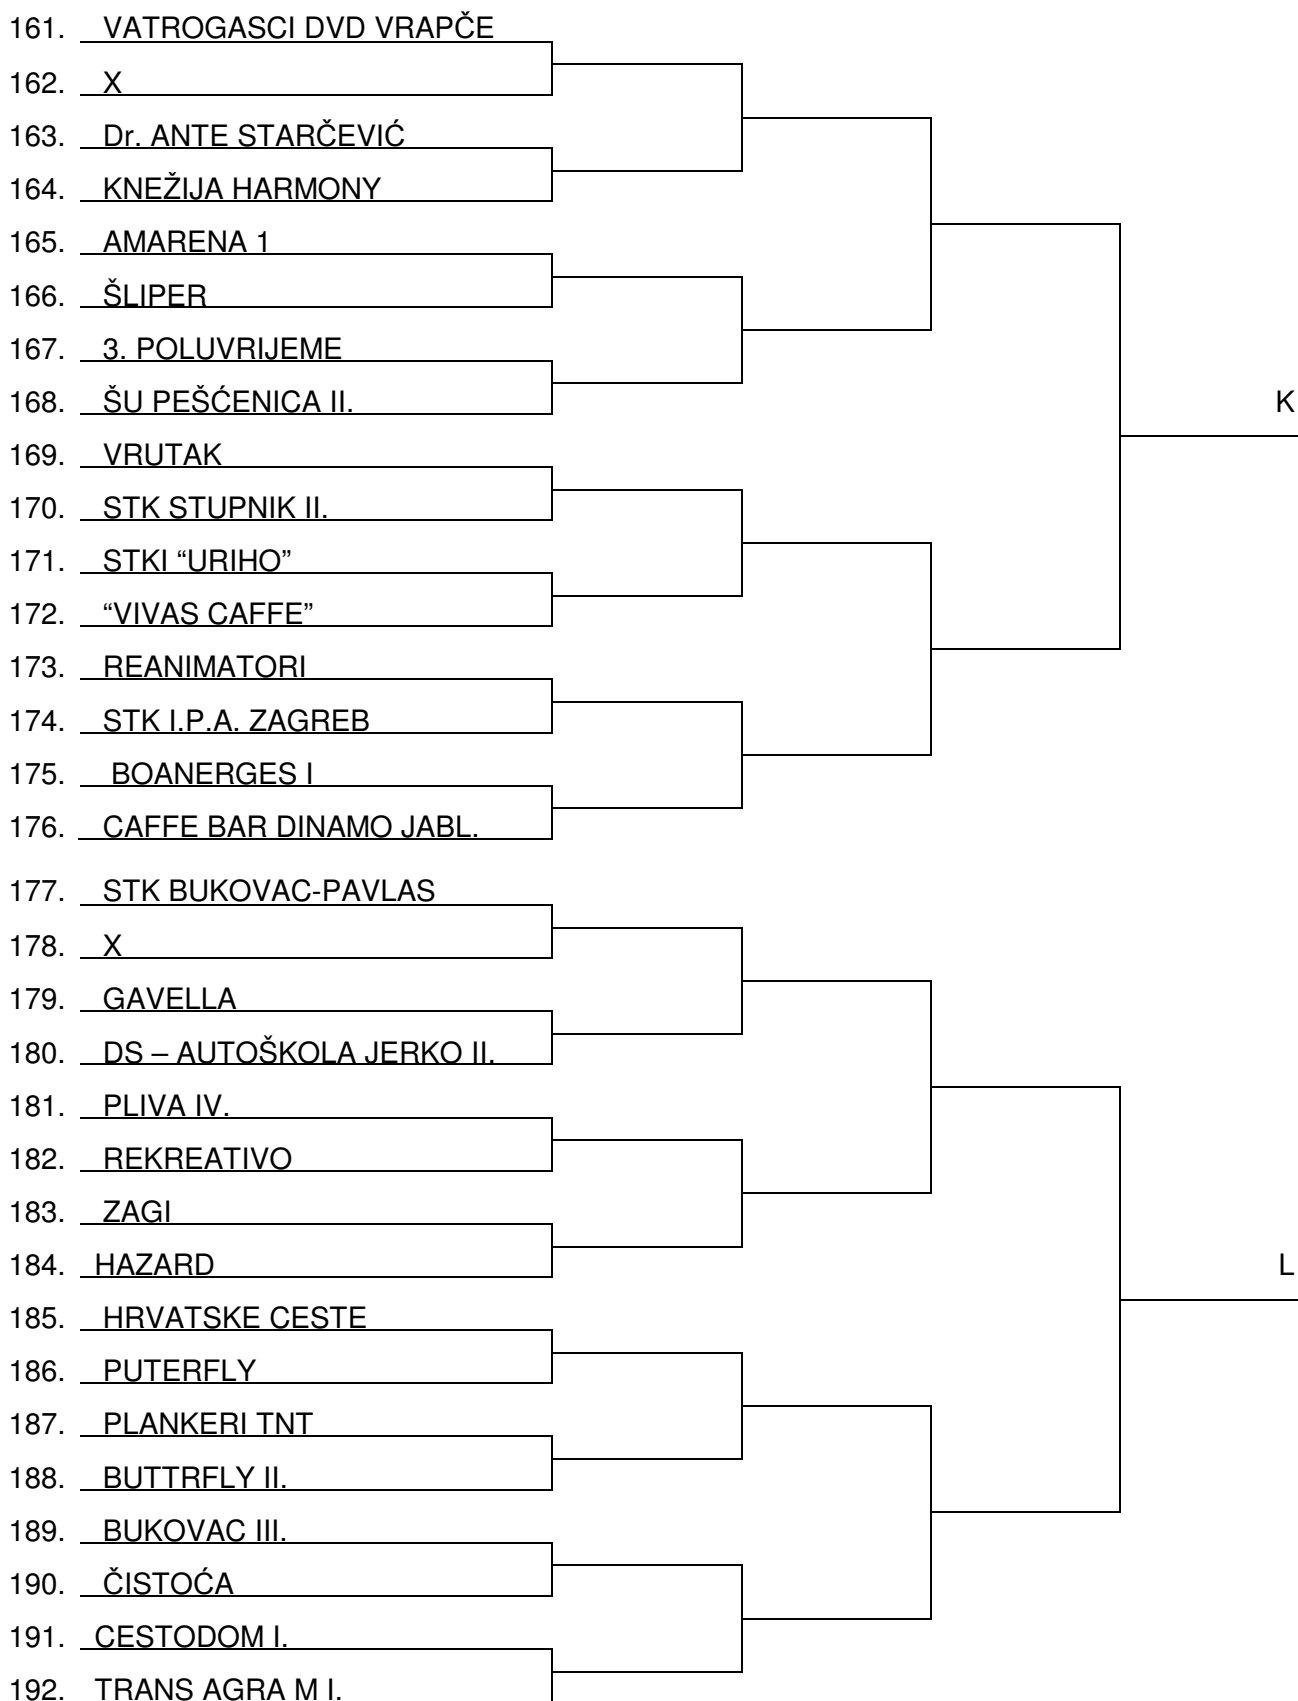 161. VATROGASCI DVD VRAPČE
162. X
163. Dr. ANTE STARČEVIĆ
164. KNEŽIJA HARMONY
165. AMARENA 1
166. ŠLIPER
167. 3. POLUVRIJEME
168. ŠU PEŠĆENICA II.
K
169. VRUTAK
170. STK STUPNIK II.
171. STKI “URIHO”
172. “VIVAS CAFFE”
173. REANIMATORI
174. STK I.P.A. ZAGREB
175. BOANERGES I
176. CAFFE BAR DINAMO JABL.
177. STK BUKOVAC-PAVLAS
178. X
179. GAVELLA
180. DS – AUTOŠKOLA JERKO II.
181. PLIVA IV.
182. REKREATIVO
183. ZAGI
184. HAZARD
L
185. HRVATSKE CESTE
186. PUTERFLY
187. PLANKERI TNT
188. BUTTRFLY II.
189. BUKOVAC III.
190. ČISTOĆA
191. CESTODOM I.
192. TRANS AGRA M I.